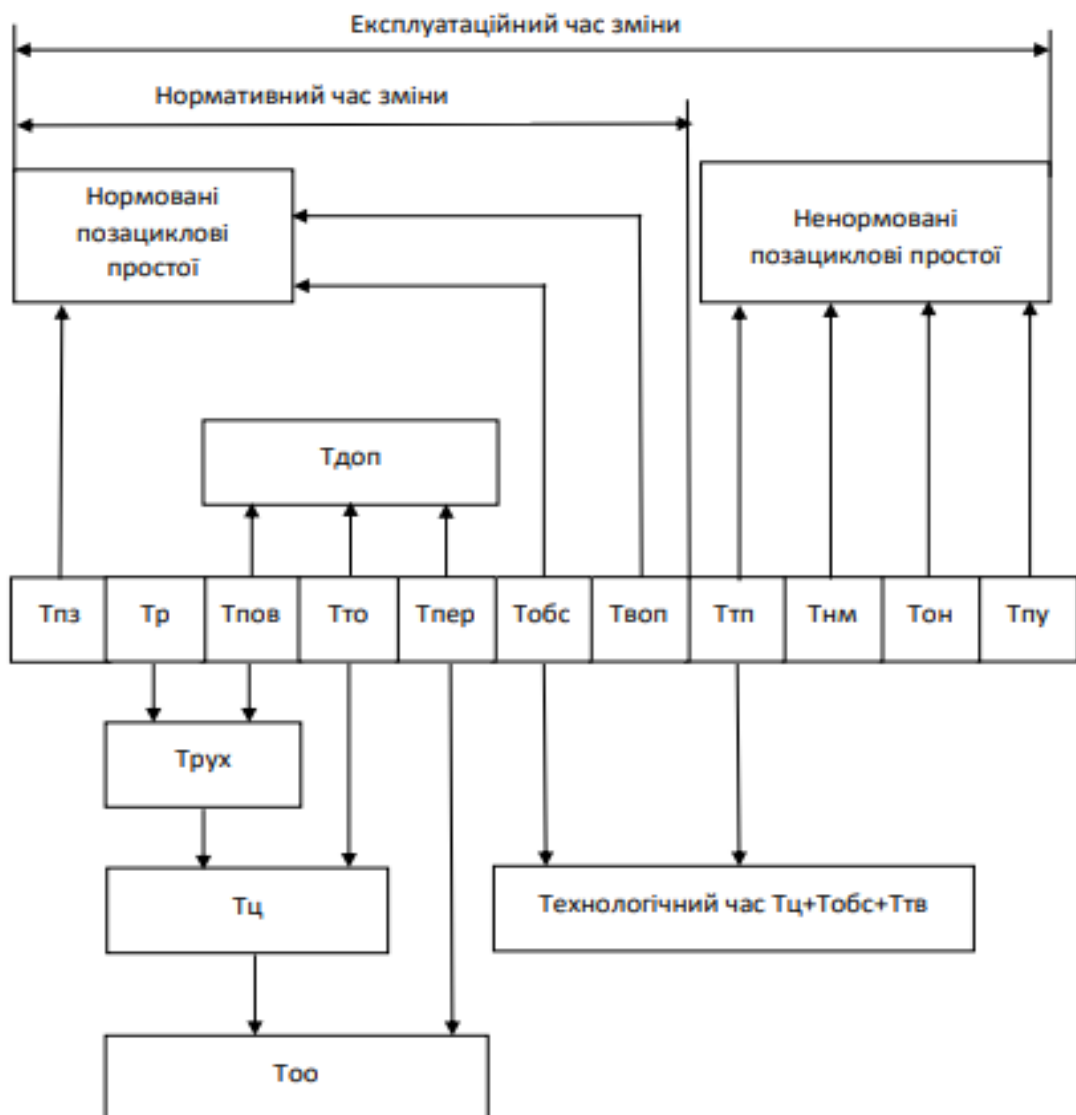 Експлуатаційний час зміни
Нормативний час зміни
Нормовані
позациклові
простої
Ненормовані
позациклові простої
Тдоп
Тпз Тр Тпов Тто Тпер Тобс Твоп Ттп Тнм Тон Тпу
Трух
Тц
Технологічний час Тц+Тобс+Ттв
Тоо